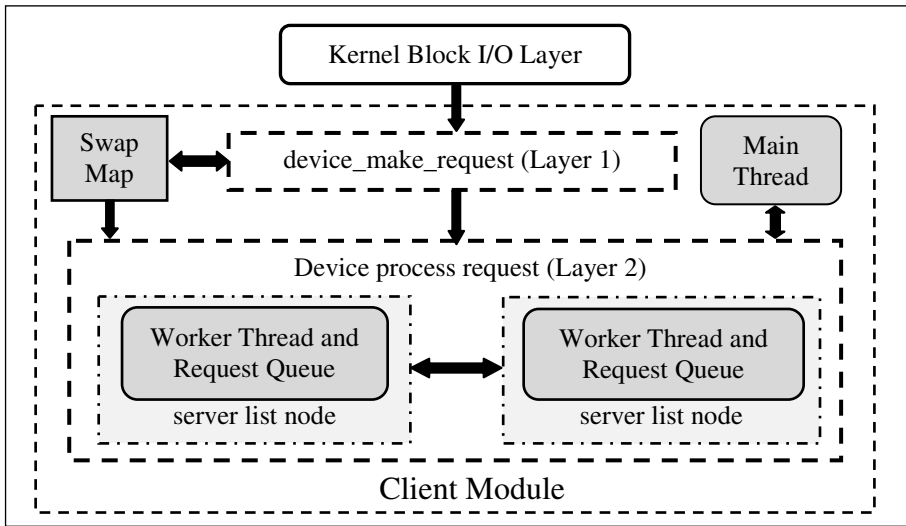 Kernel Block I/O Layer
Swap
Map
device_make_request (Layer 1)
Main
Thread
Device process request (Layer 2)
Worker Thread and
Request Queue
server list node
Worker Thread and
Request Queue
server list node
Client Module